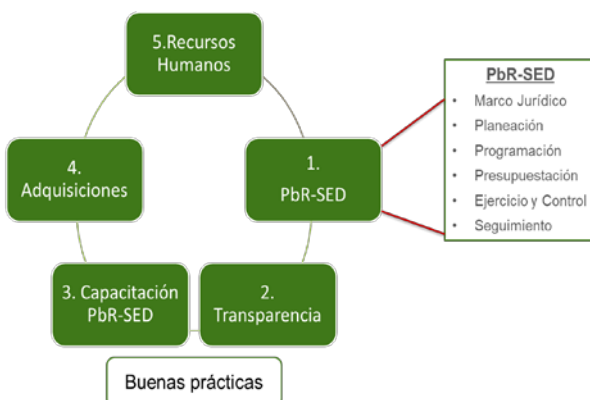 5.Recursos
Humanos
1.
PbR-SED
2.
Transparencia
3. Capacitación
PbR-SED
4.
Adquisiciones
PbR-SED
• Marco Jurídico
• Planeación
• Programación
• Presupuestación
• Ejercicio y Control
• Seguimiento
Buenas prácticas